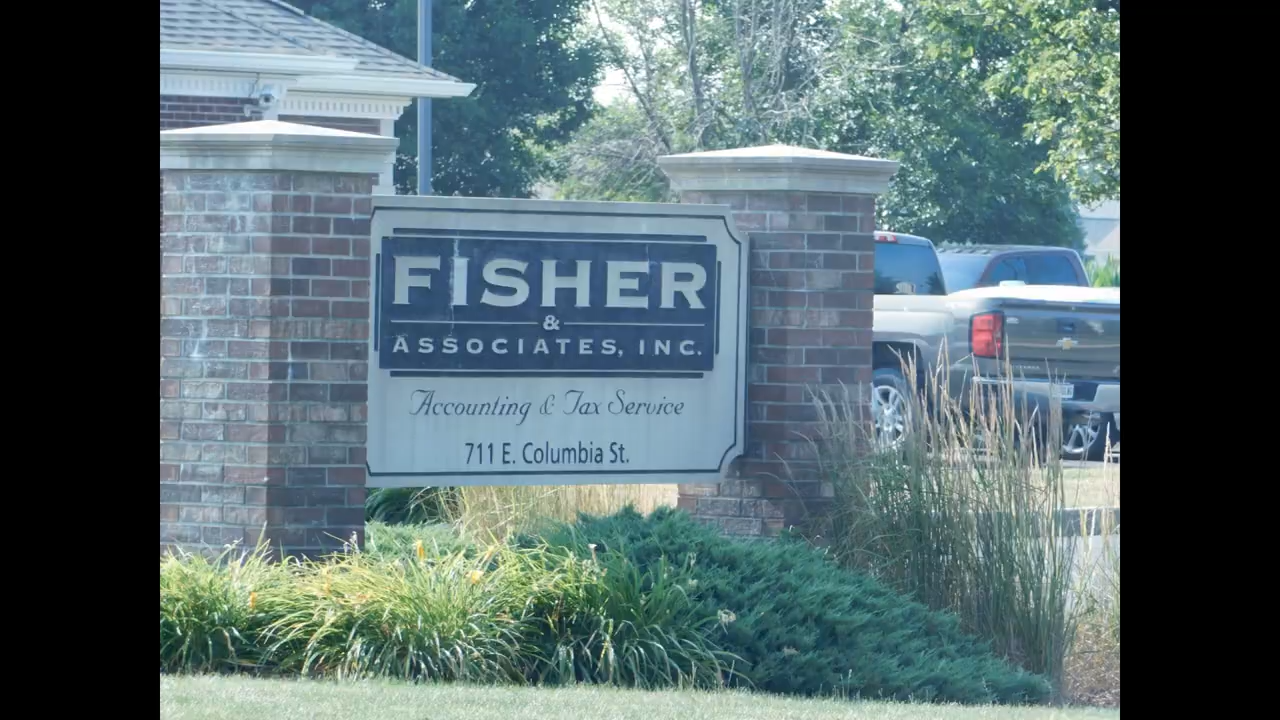 FISHER
&
ASSOCIATES, INC.
Accounting & Tax Service
711 E. Columbia St.